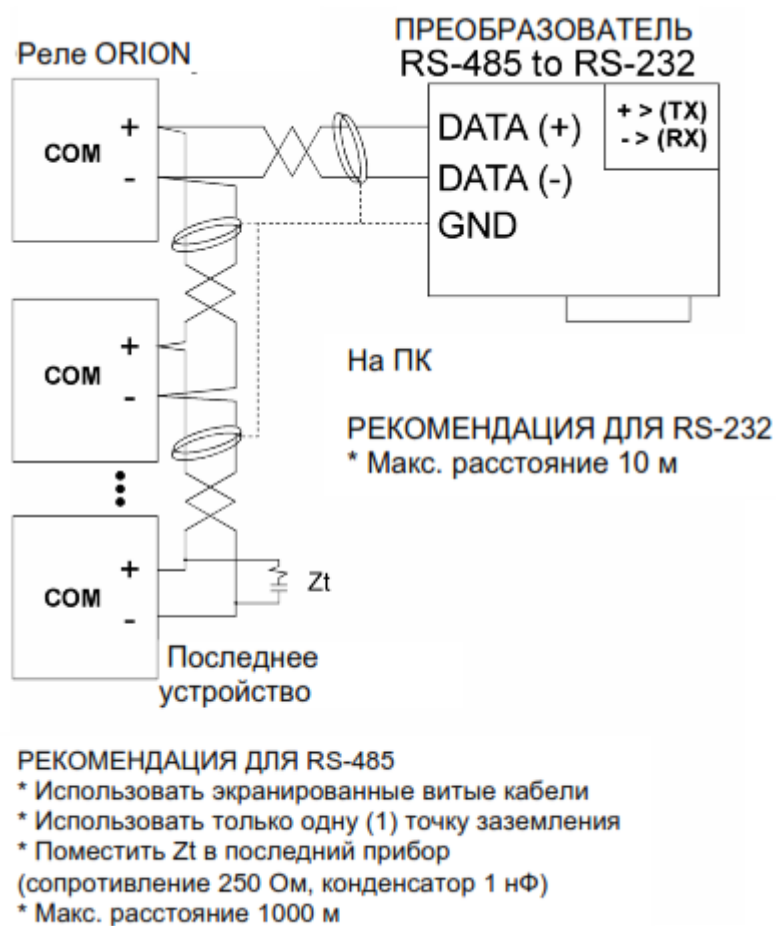 Реле ORION
ПРЕОБРАЗОВАТЕЛЬ
RS-485 to RS-232
COM
+
-
DATA (+)
DATA (-)
GND
+ > (TX)
- > (RX)
COM
+
-
На ПК
РЕКОМЕНДАЦИЯ ДЛЯ RS-232
* Макс. расстояние 10 м
COM
+
-
Zt
Последнее
устройство
РЕКОМЕНДАЦИЯ ДЛЯ RS-485
* Использовать экранированные витые кабели
* Использовать только одну (1) точку заземления
* Поместить Zt в последний прибор
(сопротивление 250 Ом, конденсатор 1 нФ)
* Макс. расстояние 1000 м